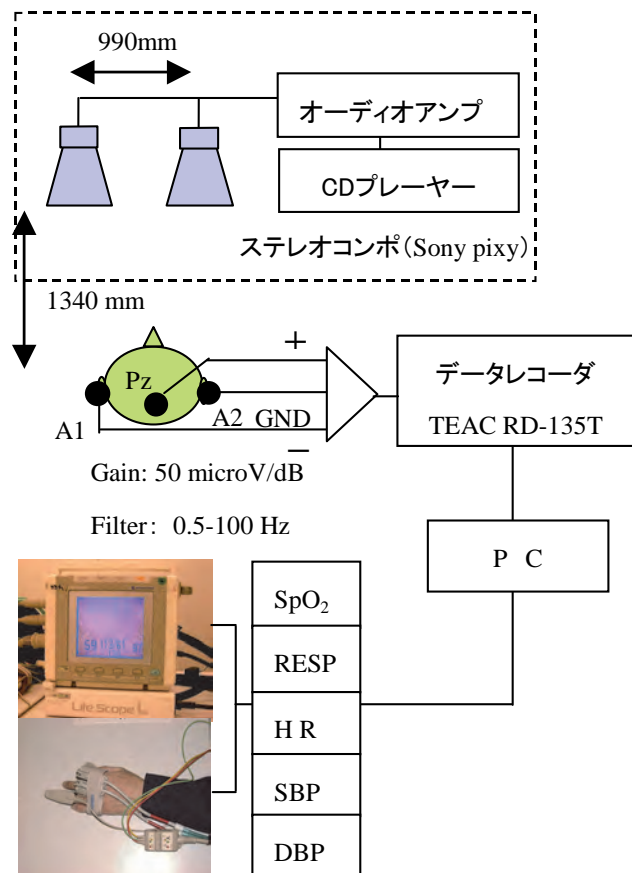 990mm
オーディオアンプ
CDプレーヤー
ステレオコンポ(Sony pixy)
1340 mm
+
Pz
データレコーダ
TEAC RD-135T
A1
A2 GND
−
Gain: 50 microV/dB
Filter: 0.5-100 Hz
P C
SpO₂
RESP
H R
SBP
DBP
Life Scope L